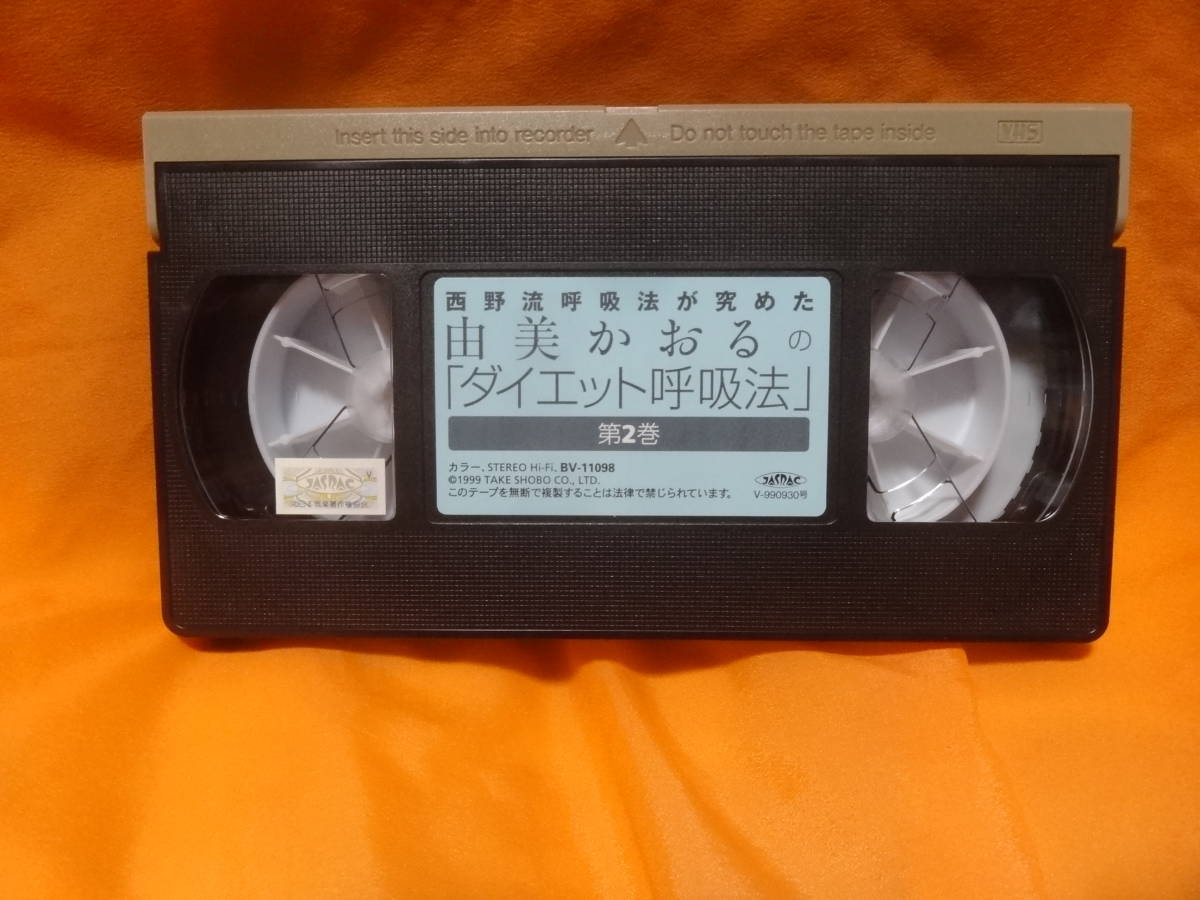 Insert this side into recorder Do not touch the tape inside VHS
西野流呼吸法が究めた
由美かおるの
「ダイエット呼吸法」
第2巻
カラー、STEREO Hi-Fi、BV-11098
©1999 TAKE SHOBO CO., LTD.
このテープを無断で複製することは法律で禁じられています。
JASRAC
V-990930号
JASRAC